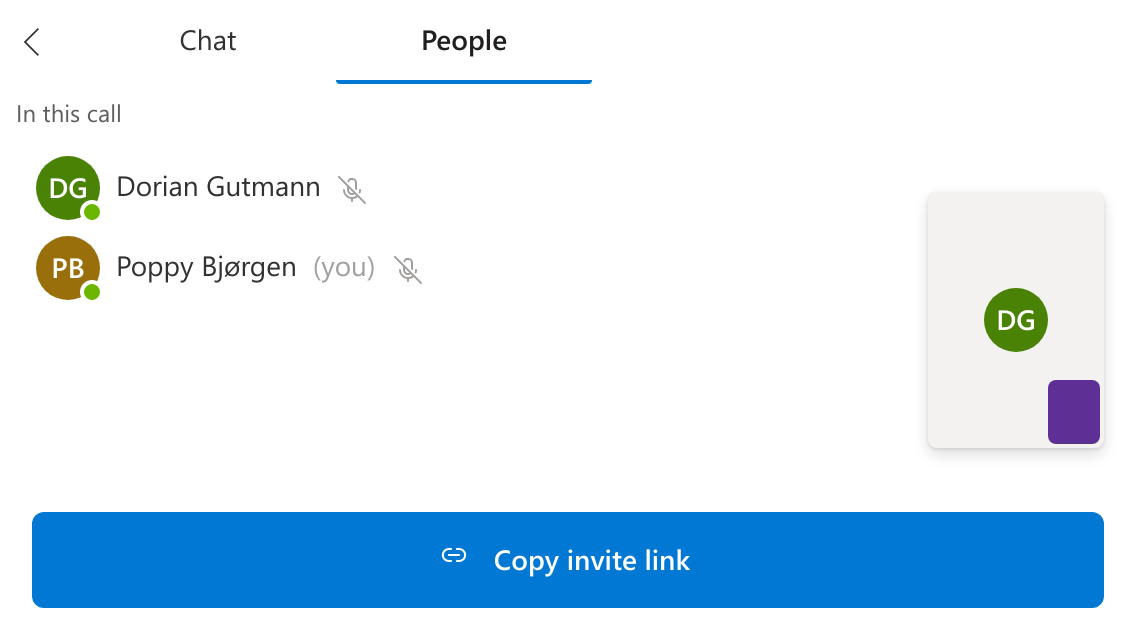 Chat People
In this call
DG Dorian Gutmann
PB Poppy Bjørgen (you)
DG
Copy invite link